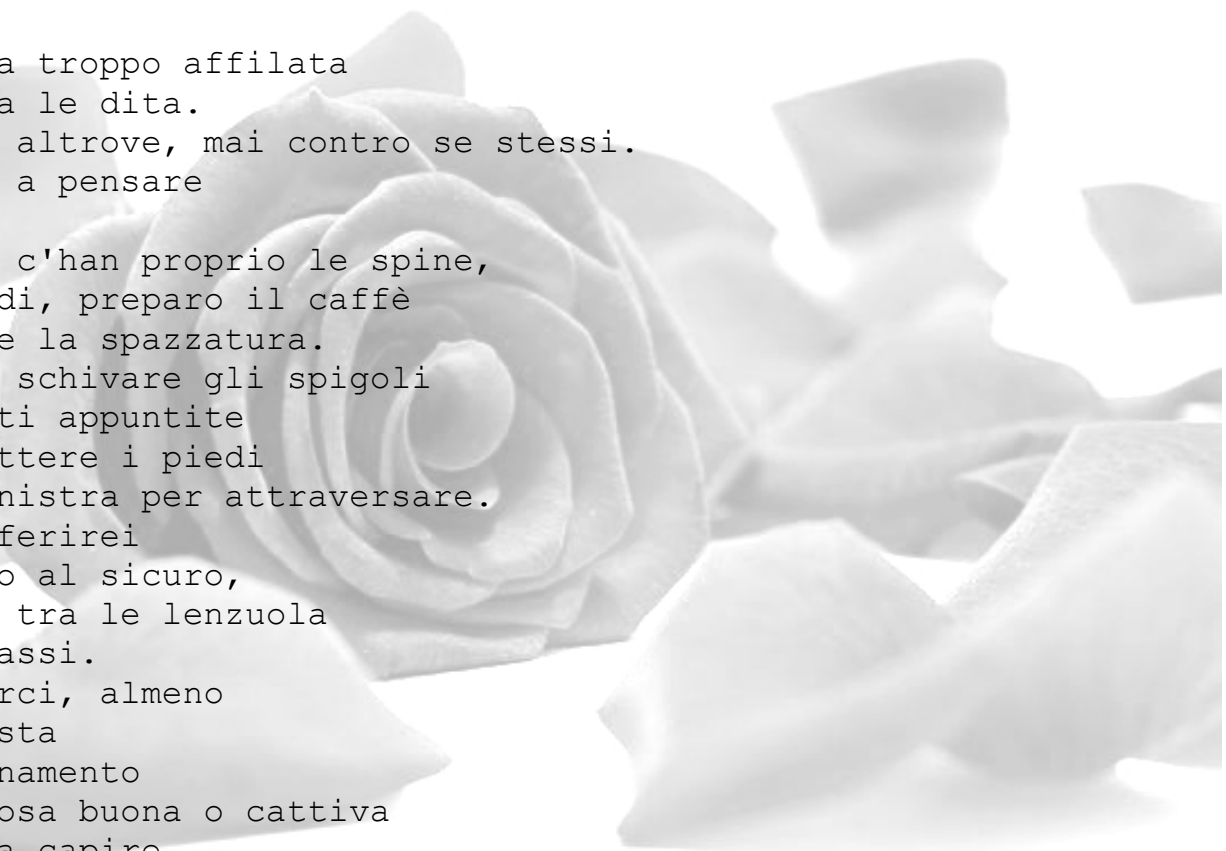 a troppo affilata
a le dita.
altrove, mai contro se stessi.
a pensare
c'han proprio le spine,
di, preparo il caffè
e la spazzatura.
schivare gli spigoli
ti appuntite
ttere i piedi
nistra per attraversare.
ferirei
o al sicuro,
tra le lenzuola
assi.
rci, almeno
sta
namento
osa buona o cattiva
a capire